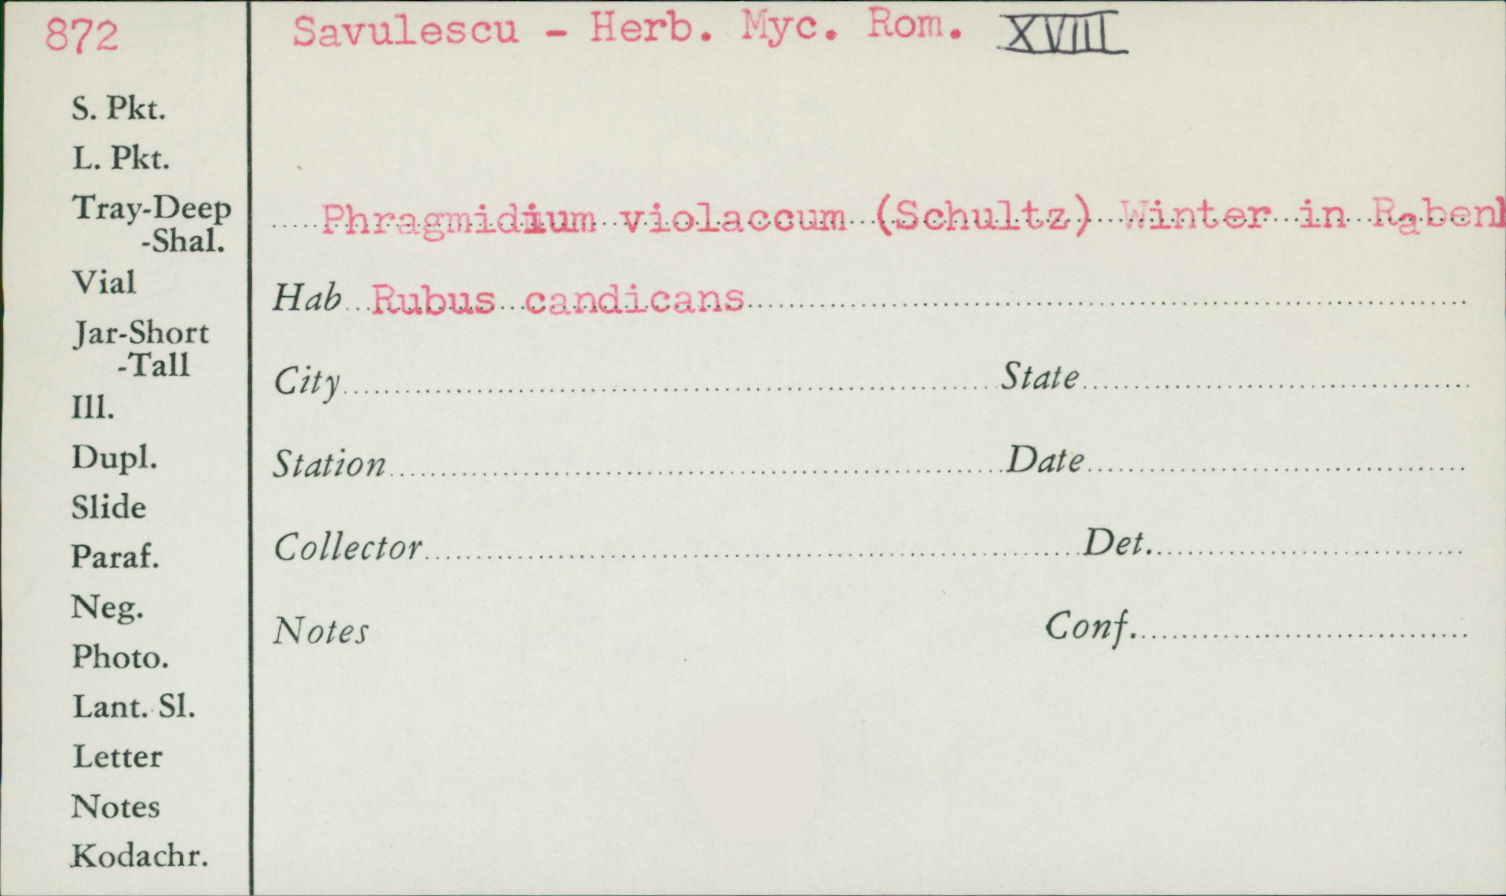 872
Savulescu - Herb. Myc. Rom. XVIII
S. Pkt.
L. Pkt.
Tray-Deep
-Shal.
Vial
Jar-Short
-Tall
Ill.
Dupl.
Slide
Paraf.
Neg.
Photo.
Lant. Sl.
Letter
Notes
Kodachr.
Phragmidium violaccum (Schultz) Winter in Rabenh
Hab Rubus candicans
City State
Station Date
Collector Det.
Notes Conf.